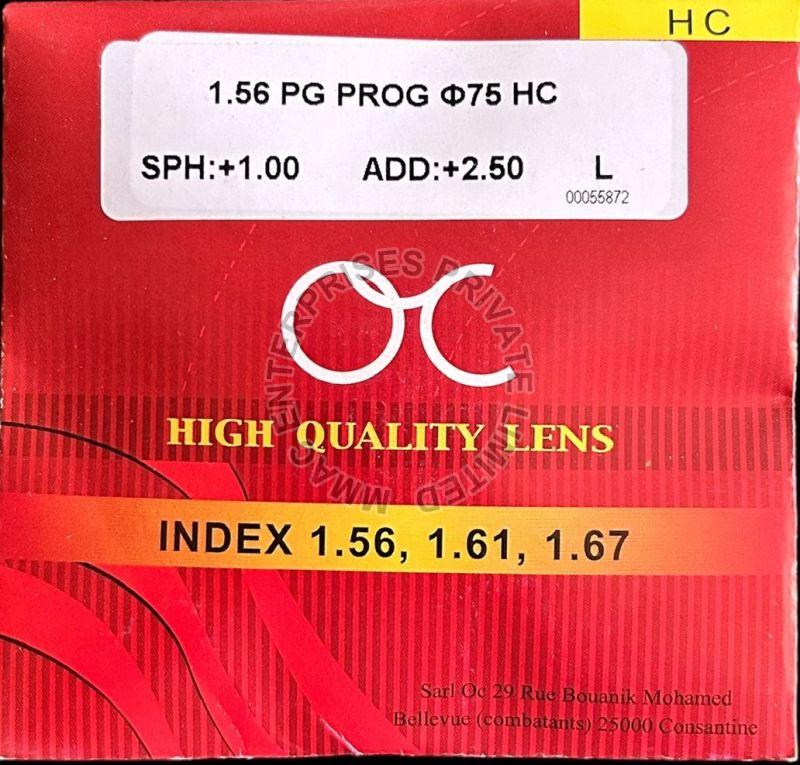 HC
1.56 PG PROG Φ75 HC
SPH:+1.00 ADD:+2.50 L
00055872
OC
MMAC ENTERPRISES PRIVATE LIMITED
HIGH QUALITY LENS
INDEX 1.56, 1.61, 1.67
Sarl Oc 29 Rue Bouanik Mohamed
Bellevue (combatants) 25000 Consantine